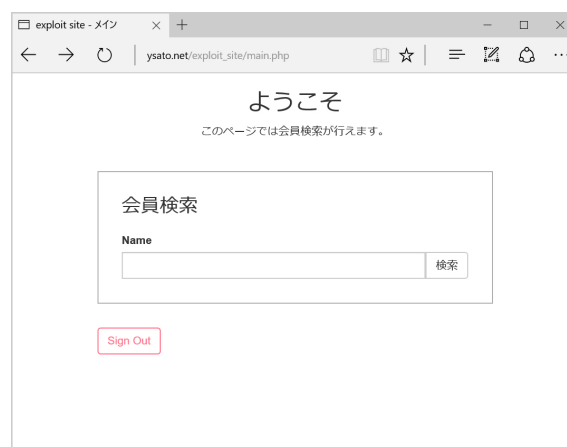 exploit site - メイン
ysato.net/exploit_site/main.php
ようこそ
このページでは会員検索が行えます。
会員検索
Name
検索
Sign Out